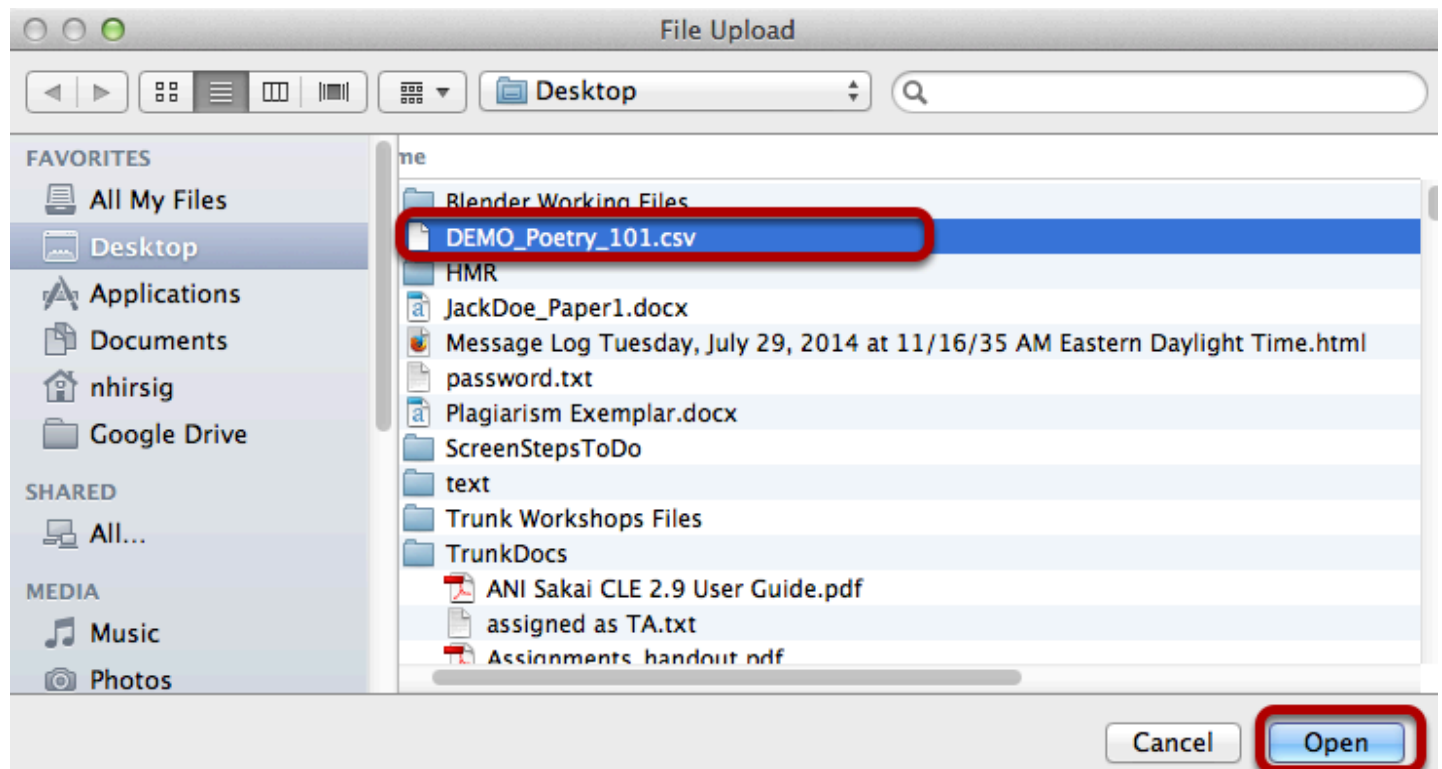 File Upload
Desktop
FAVORITES
All My Files
Desktop
Applications
Documents
nhirsig
Google Drive
SHARED
All...
MEDIA
Music
Photos
me
Blender Working Files
DEMO_Poetry_101.csv
HMR
JackDoe_Paper1.docx
Message Log Tuesday, July 29, 2014 at 11/16/35 AM Eastern Daylight Time.html
password.txt
Plagiarism Exemplar.docx
ScreenStepsToDo
text
Trunk Workshops Files
TrunkDocs
ANI Sakai CLE 2.9 User Guide.pdf
assigned as TA.txt
Assignments_handout.pdf
Cancel
Open